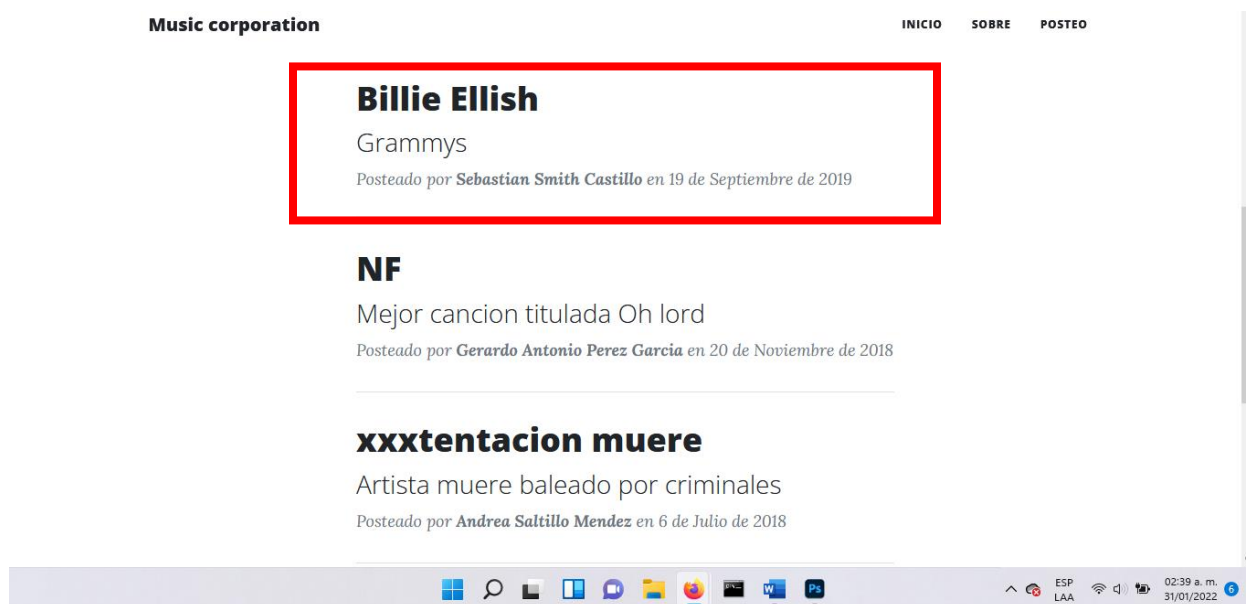 Music corporation
INICIO SOBRE POSTEO
Billie Ellish
Grammys
Posteado por Sebastian Smith Castillo en 19 de Septiembre de 2019
NF
Mejor cancion titulada Oh lord
Posteado por Gerardo Antonio Perez Garcia en 20 de Noviembre de 2018
xxxtentacion muere
Artista muere baleado por criminales
Posteado por Andrea Saltillo Mendez en 6 de Julio de 2018
W Ps
ESP
LAA
02:39 a. m.
31/01/2022
6